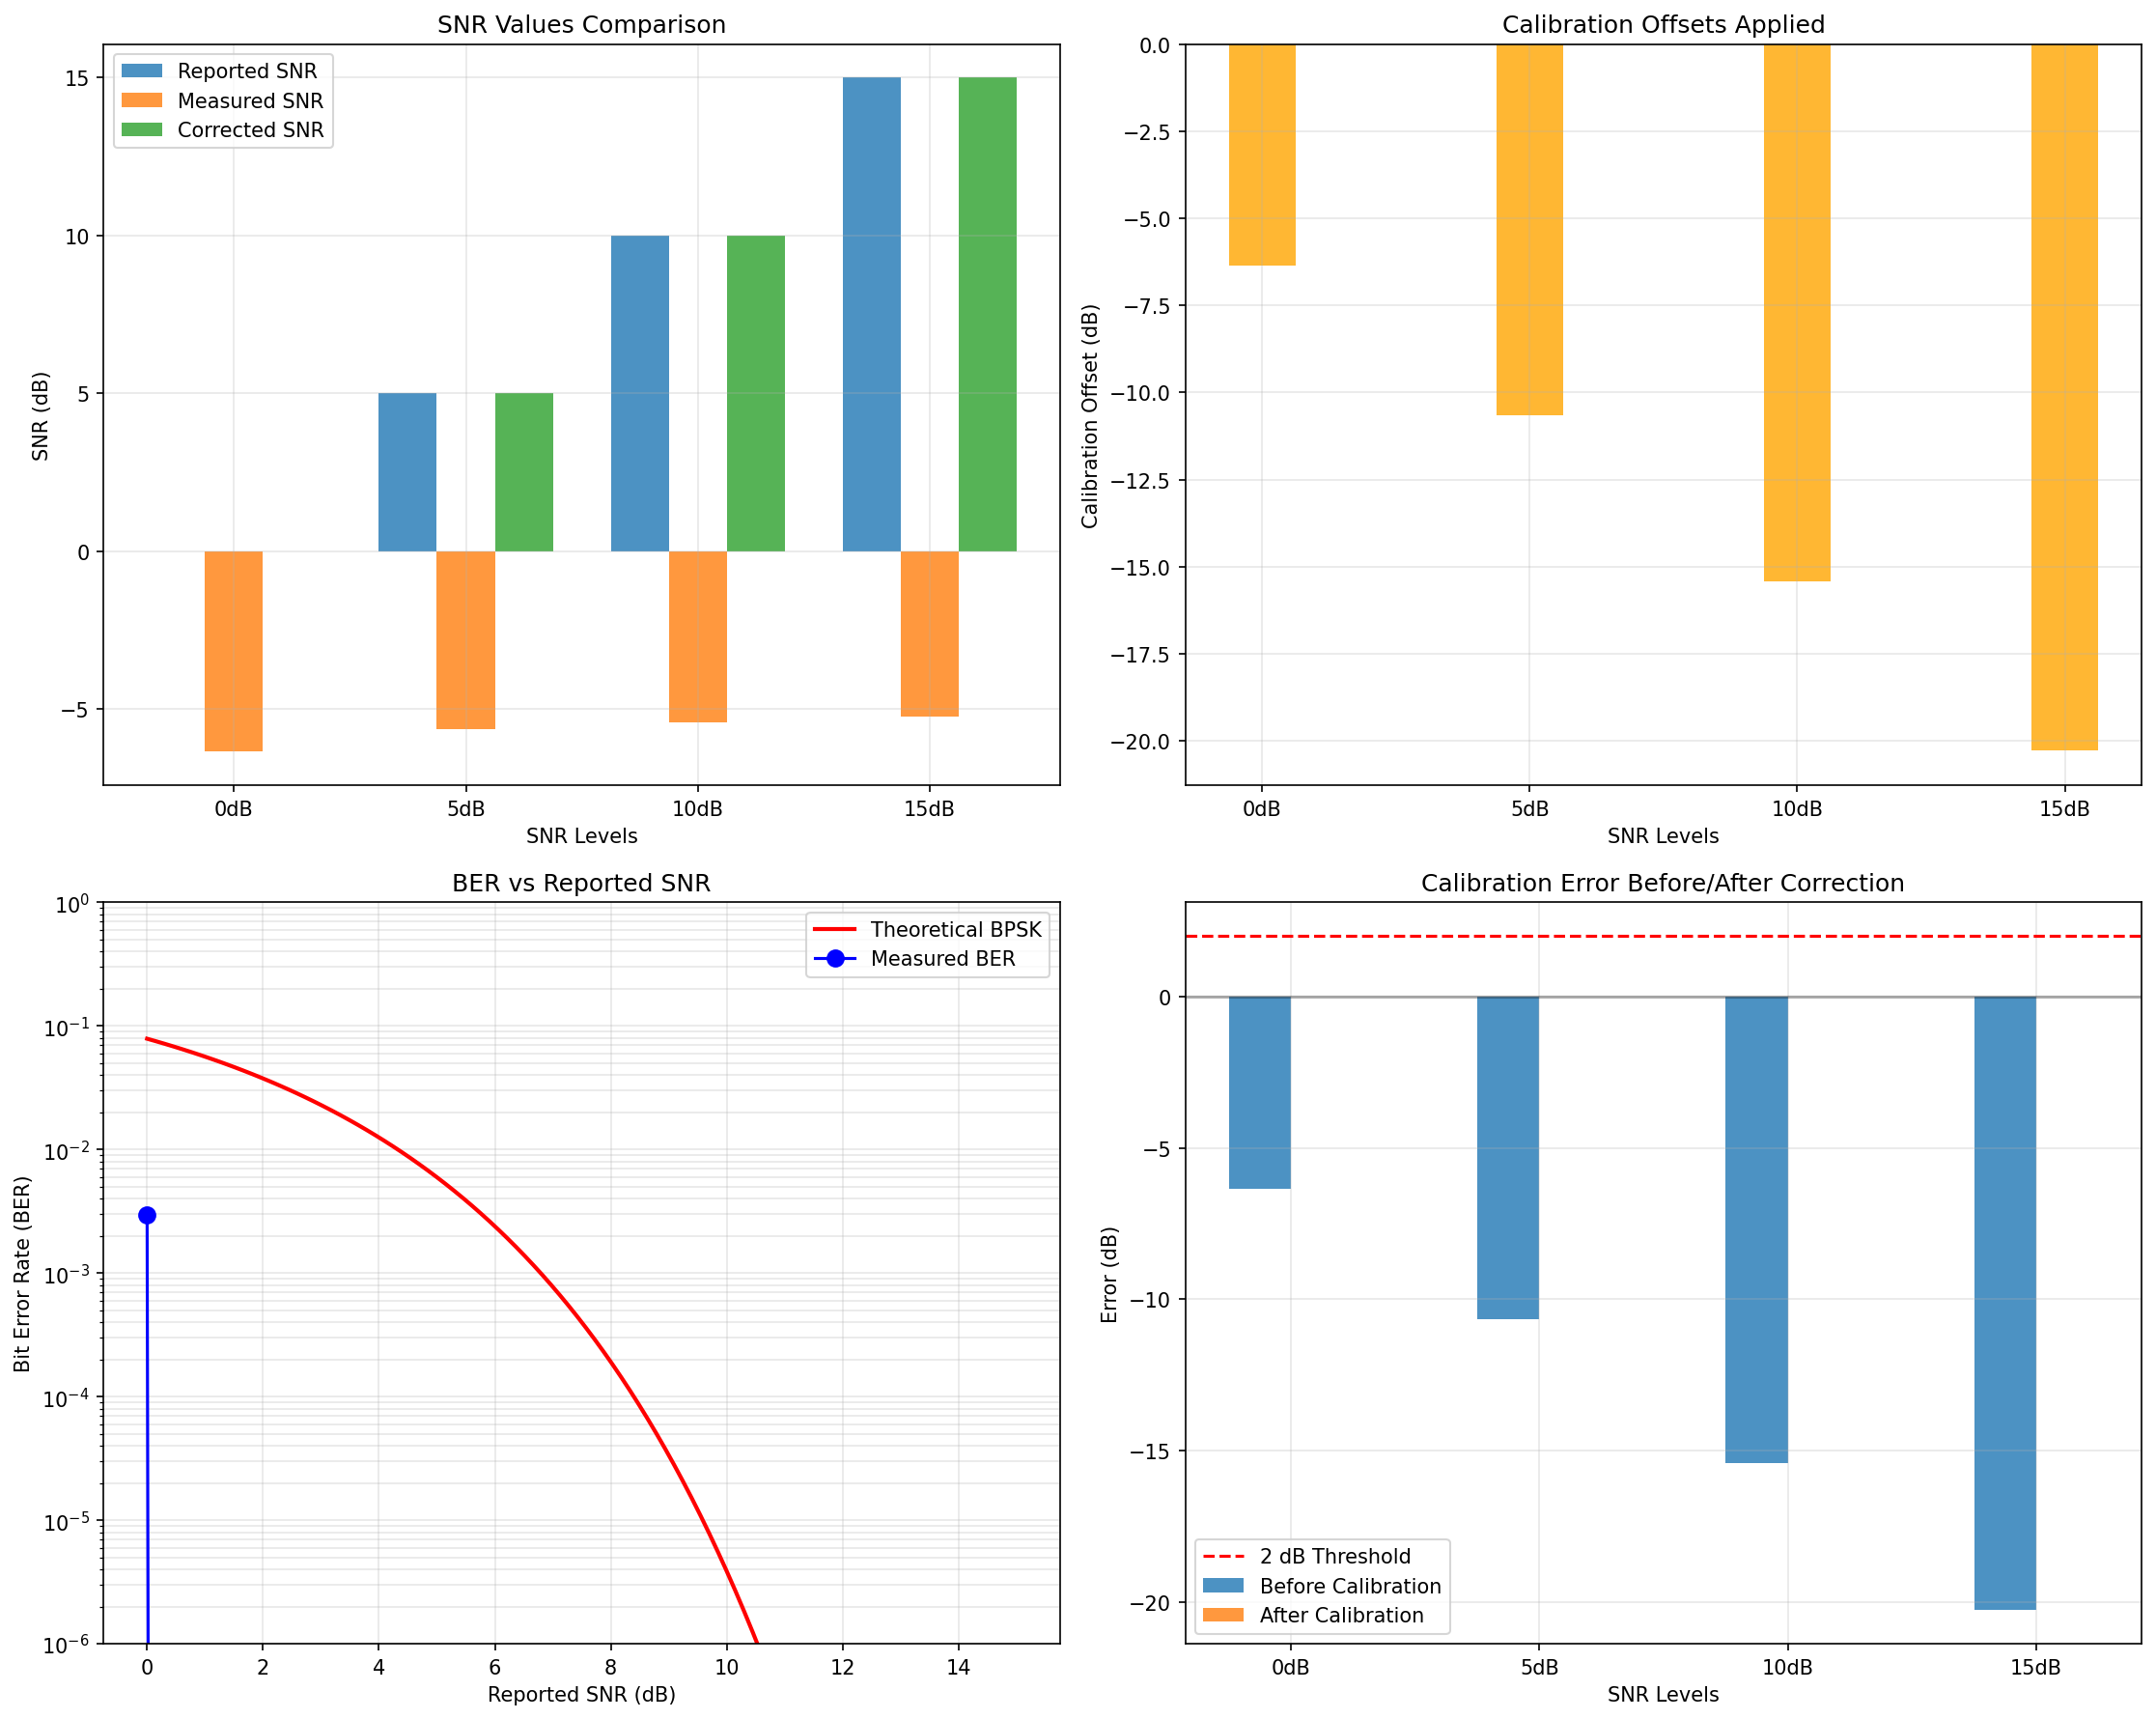 SNR Values Comparison
Reported SNR
Measured SNR
Corrected SNR
15
10
5
0
−5
SNR (dB)
0dB
5dB
10dB
15dB
SNR Levels
Calibration Offsets Applied
0.0
−2.5
−5.0
−7.5
−10.0
−12.5
−15.0
−17.5
−20.0
Calibration Offset (dB)
0dB
5dB
10dB
15dB
SNR Levels
BER vs Reported SNR
Theoretical BPSK
Measured BER
10⁰
10⁻¹
10⁻²
10⁻³
10⁻⁴
10⁻⁵
10⁻⁶
Bit Error Rate (BER)
0
2
4
6
8
10
12
14
Reported SNR (dB)
Calibration Error Before/After Correction
0
−5
−10
−15
−20
Error (dB)
2 dB Threshold
Before Calibration
After Calibration
0dB
5dB
10dB
15dB
SNR Levels